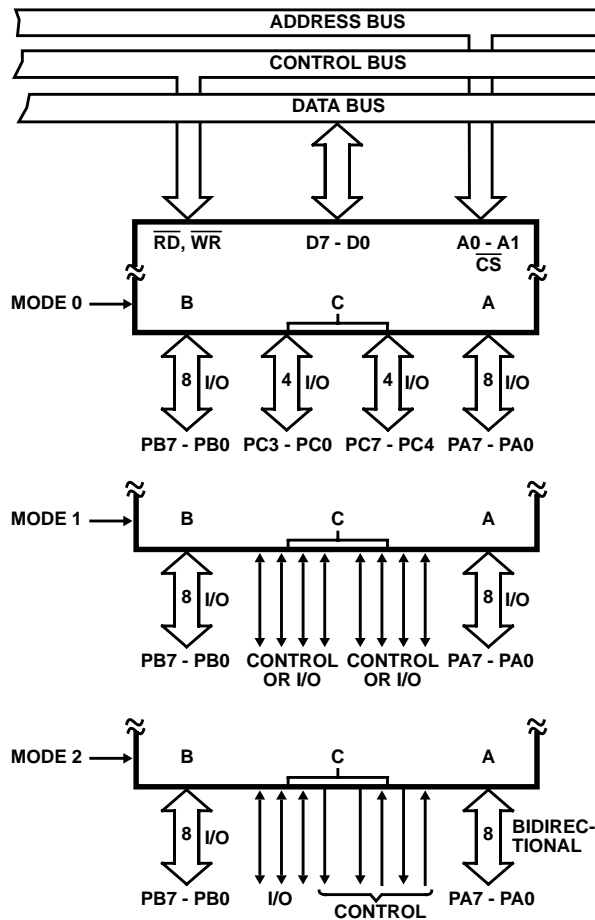 ADDRESS BUS
CONTROL BUS
DATA BUS
RD, WR
D7 - D0
A0 - A1
CS
MODE 0
B
C
A
8 I/O
4 I/O
4 I/O
8 I/O
PB7 - PB0
PC3 - PC0
PC7 - PC4
PA7 - PA0
MODE 1
B
C
A
8 I/O
8 I/O
PB7 - PB0
CONTROL
OR I/O
CONTROL
OR I/O
PA7 - PA0
MODE 2
B
C
A
8 I/O
8
BIDIREC-
TIONAL
PB7 - PB0
I/O
CONTROL
PA7 - PA0